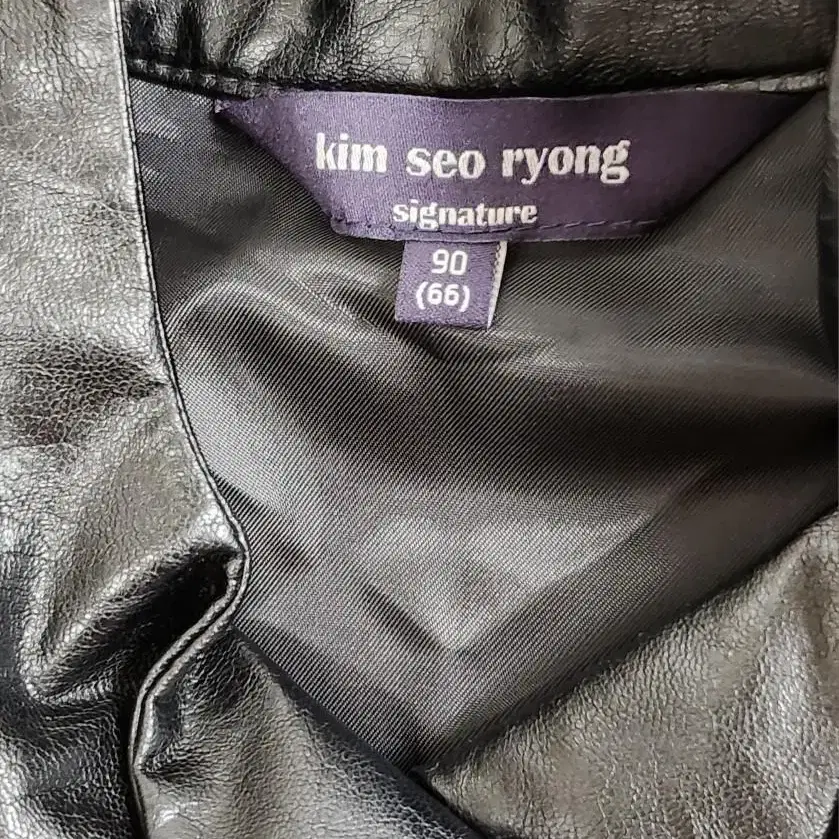 kim seo ryong
signature
90
(66)